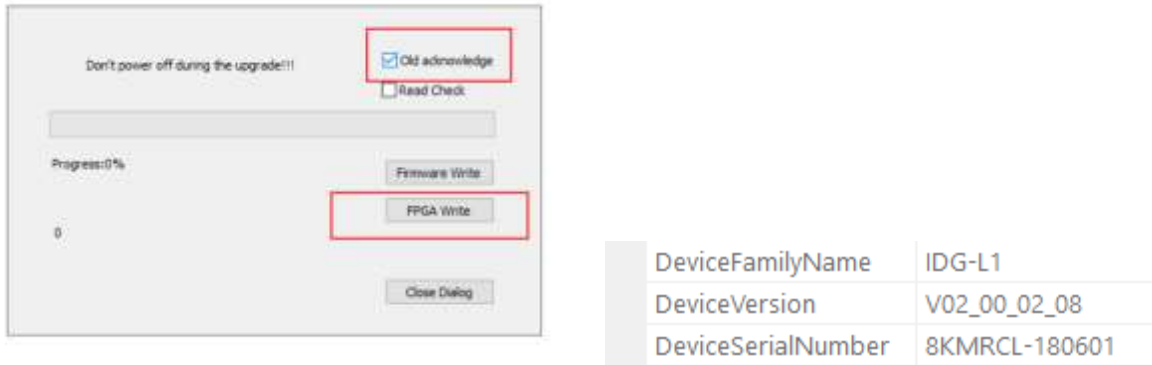 Don't power off during the upgrade!!!
Old acknowledge
Read Check
Progress:0%
Firmware Write
FPGA Write
0
Close Dialog
DeviceFamilyName IDG-L1
DeviceVersion V02_00_02_08
DeviceSerialNumber 8KMRCL-180601